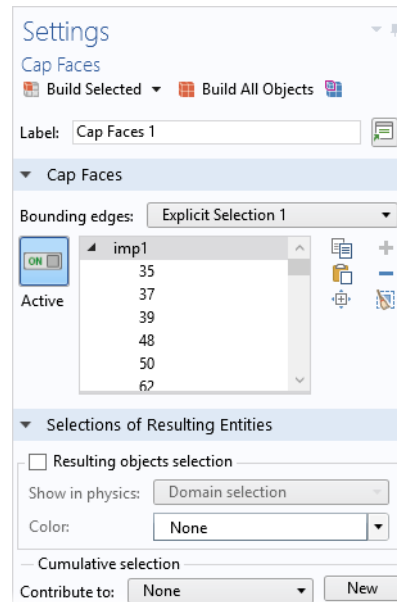 Settings
Cap Faces
Build Selected Build All Objects
Label: Cap Faces 1
Cap Faces
Bounding edges: Explicit Selection 1
ON
Active
imp1
35
37
39
48
50
62
Selections of Resulting Entities
Resulting objects selection
Show in physics: Domain selection
Color: None
Cumulative selection
Contribute to: None New